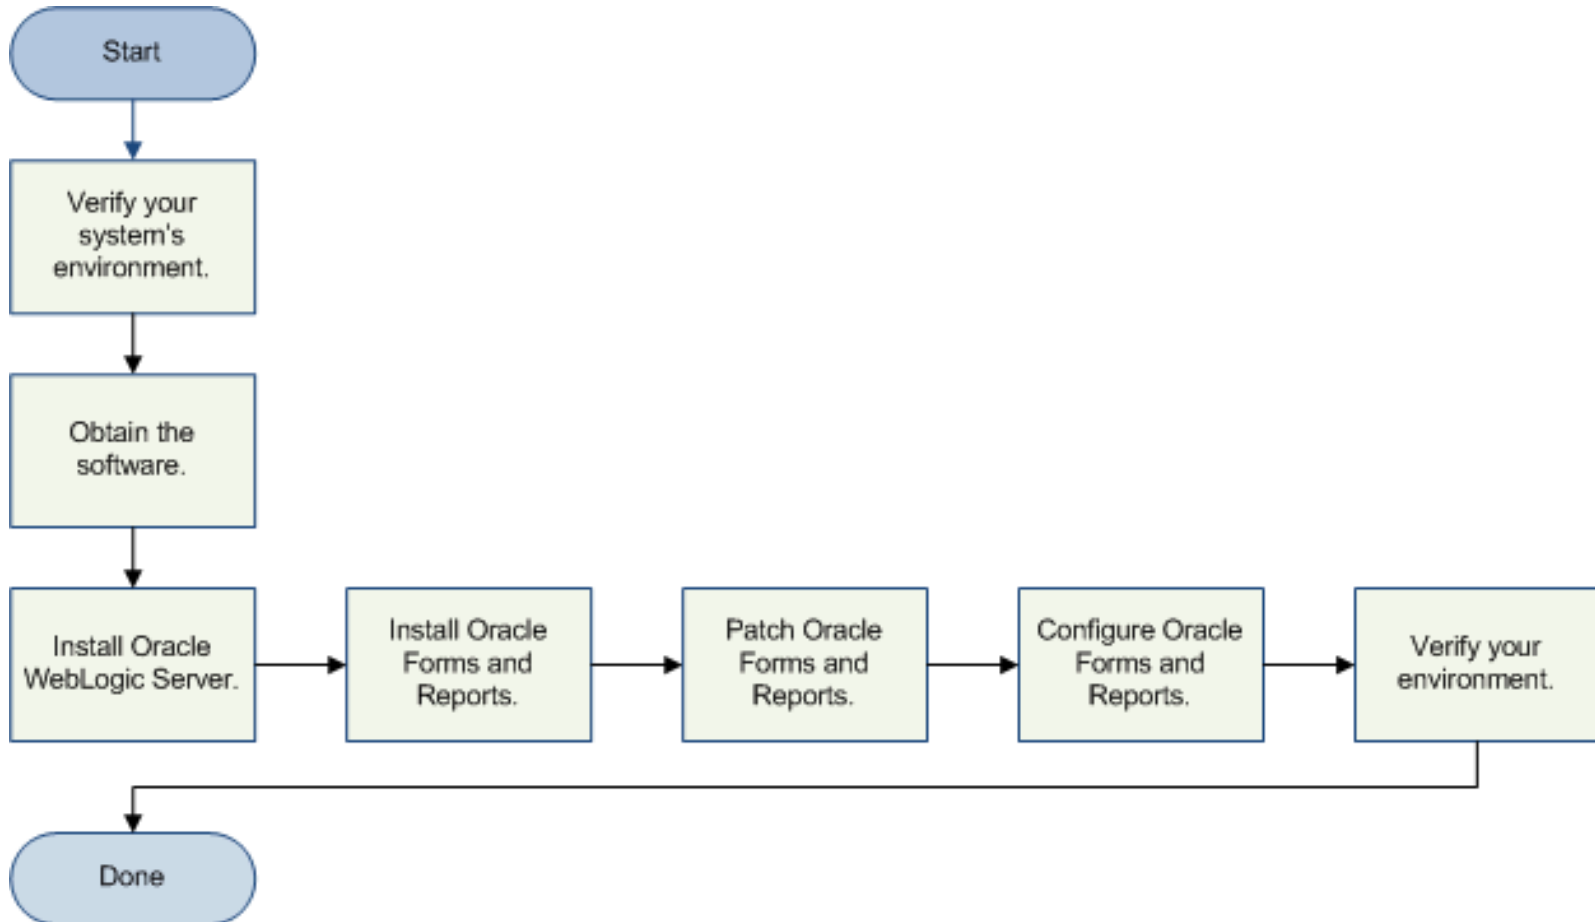 Start
Verify your
system's
environment.
Obtain the
software.
Install Oracle
WebLogic Server.
Install Oracle
Forms and
Reports.
Patch Oracle
Forms and
Reports.
Configure Oracle
Forms and
Reports.
Verify your
environment.
Done